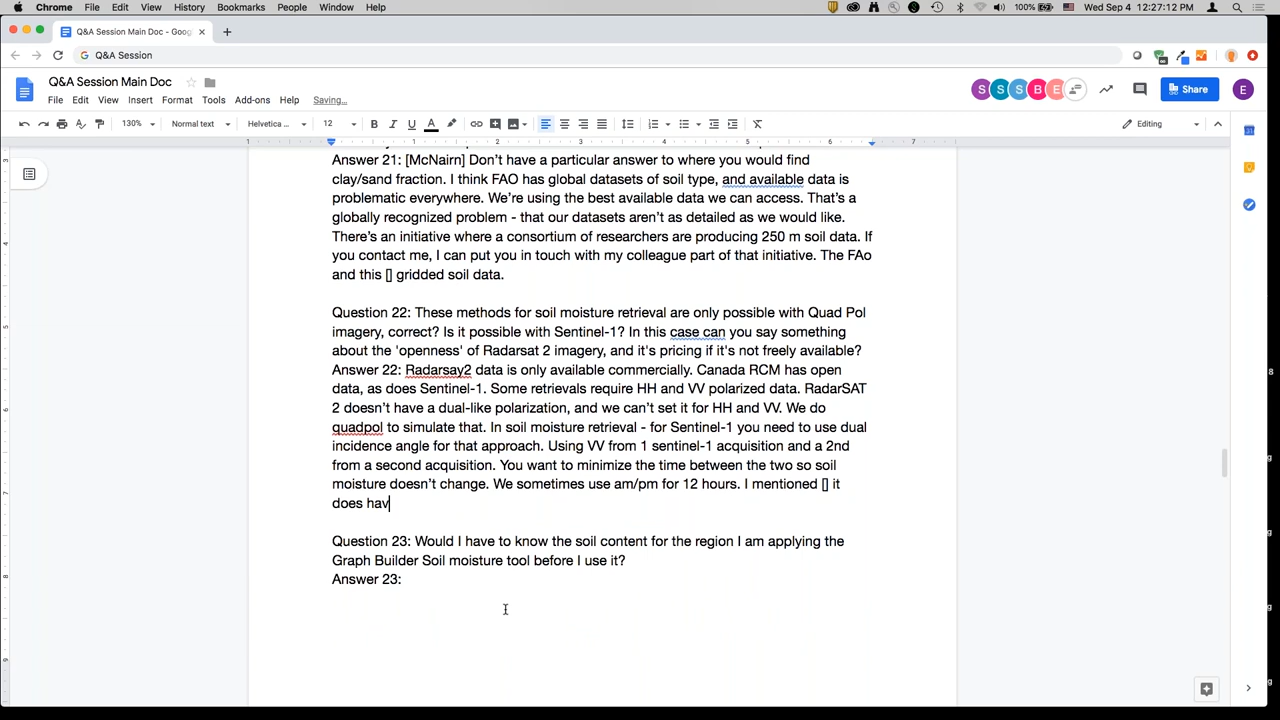 Chrome File Edit View History Bookmarks People Window Help 100% Wed Sep 4 12:27:12 PM
Q&A Session Main Doc - Goog
Q&A Session
Q&A Session Main Doc
File Edit View Insert Format Tools Add-ons Help Saving...
S S S B E Share E
130% Normal text Helvetica ... 12 B I U A Editing
1 1 2 3 4 5 6 7
Answer 21: [McNairn] Don't have a particular answer to where you would find
clay/sand fraction. I think FAO has global datasets of soil type, and available data is
problematic everywhere. We're using the best available data we can access. That's a
globally recognized problem - that our datasets aren't as detailed as we would like.
There's an initiative where a consortium of researchers are producing 250 m soil data. If
you contact me, I can put you in touch with my colleague part of that initiative. The FAo
and this [] gridded soil data.
Question 22: These methods for soil moisture retrieval are only possible with Quad Pol
imagery, correct? Is it possible with Sentinel-1? In this case can you say something
about the 'openness' of Radarsat 2 imagery, and it's pricing if it's not freely available?
Answer 22: Radarsay2 data is only available commercially. Canada RCM has open
data, as does Sentinel-1. Some retrievals require HH and VV polarized data. RadarSAT
2 doesn't have a dual-like polarization, and we can't set it for HH and VV. We do
quadpol to simulate that. In soil moisture retrieval - for Sentinel-1 you need to use dual
incidence angle for that approach. Using VV from 1 sentinel-1 acquisition and a 2nd
from a second acquisition. You want to minimize the time between the two so soil
moisture doesn't change. We sometimes use am/pm for 12 hours. I mentioned [] it
does hav
Question 23: Would I have to know the soil content for the region I am applying the
Graph Builder Soil moisture tool before I use it?
Answer 23: